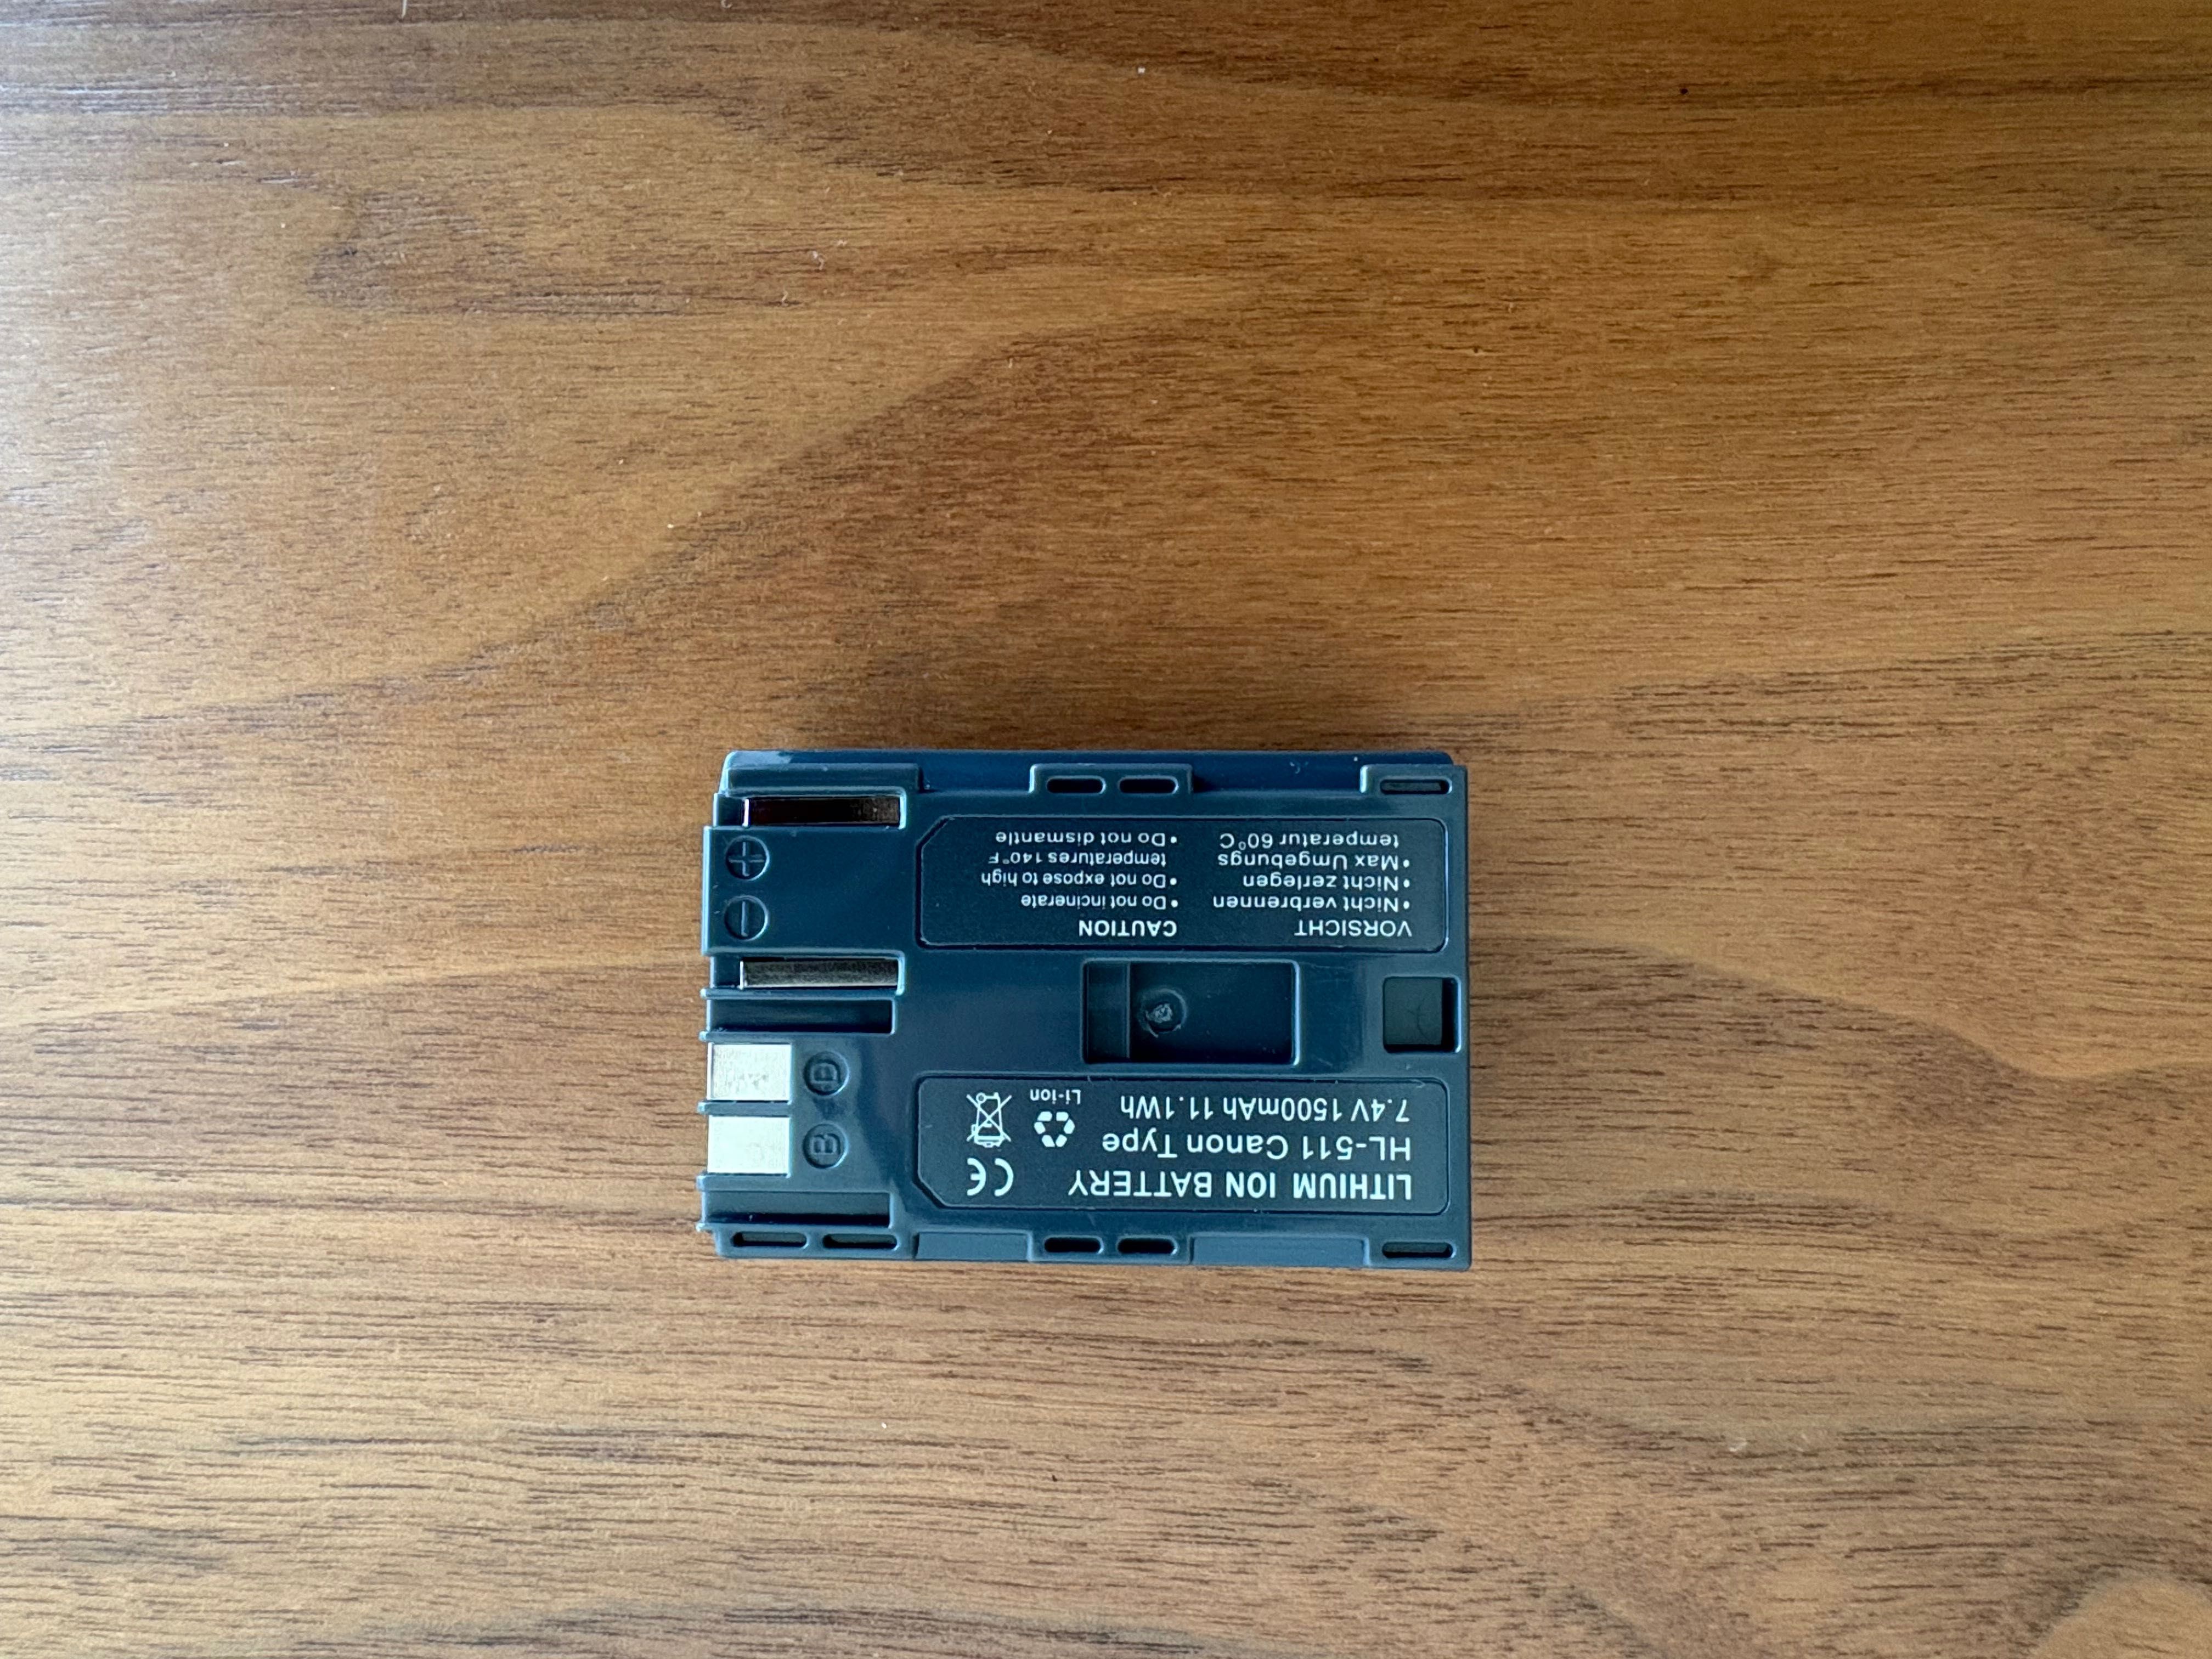 LITHIUM ION BATTERY
HL-511 Canon Type
7.4V 1500mAh 11.1Wh
CE
Li-ion
B
D
VORSICHT
•Nicht verbrennen
•Nicht zerlegen
•Max Umgebungs
temperatur 60°C
CAUTION
•Do not incinerate
•Do not expose to high
temperatures 140°F
•Do not dismantle
− +